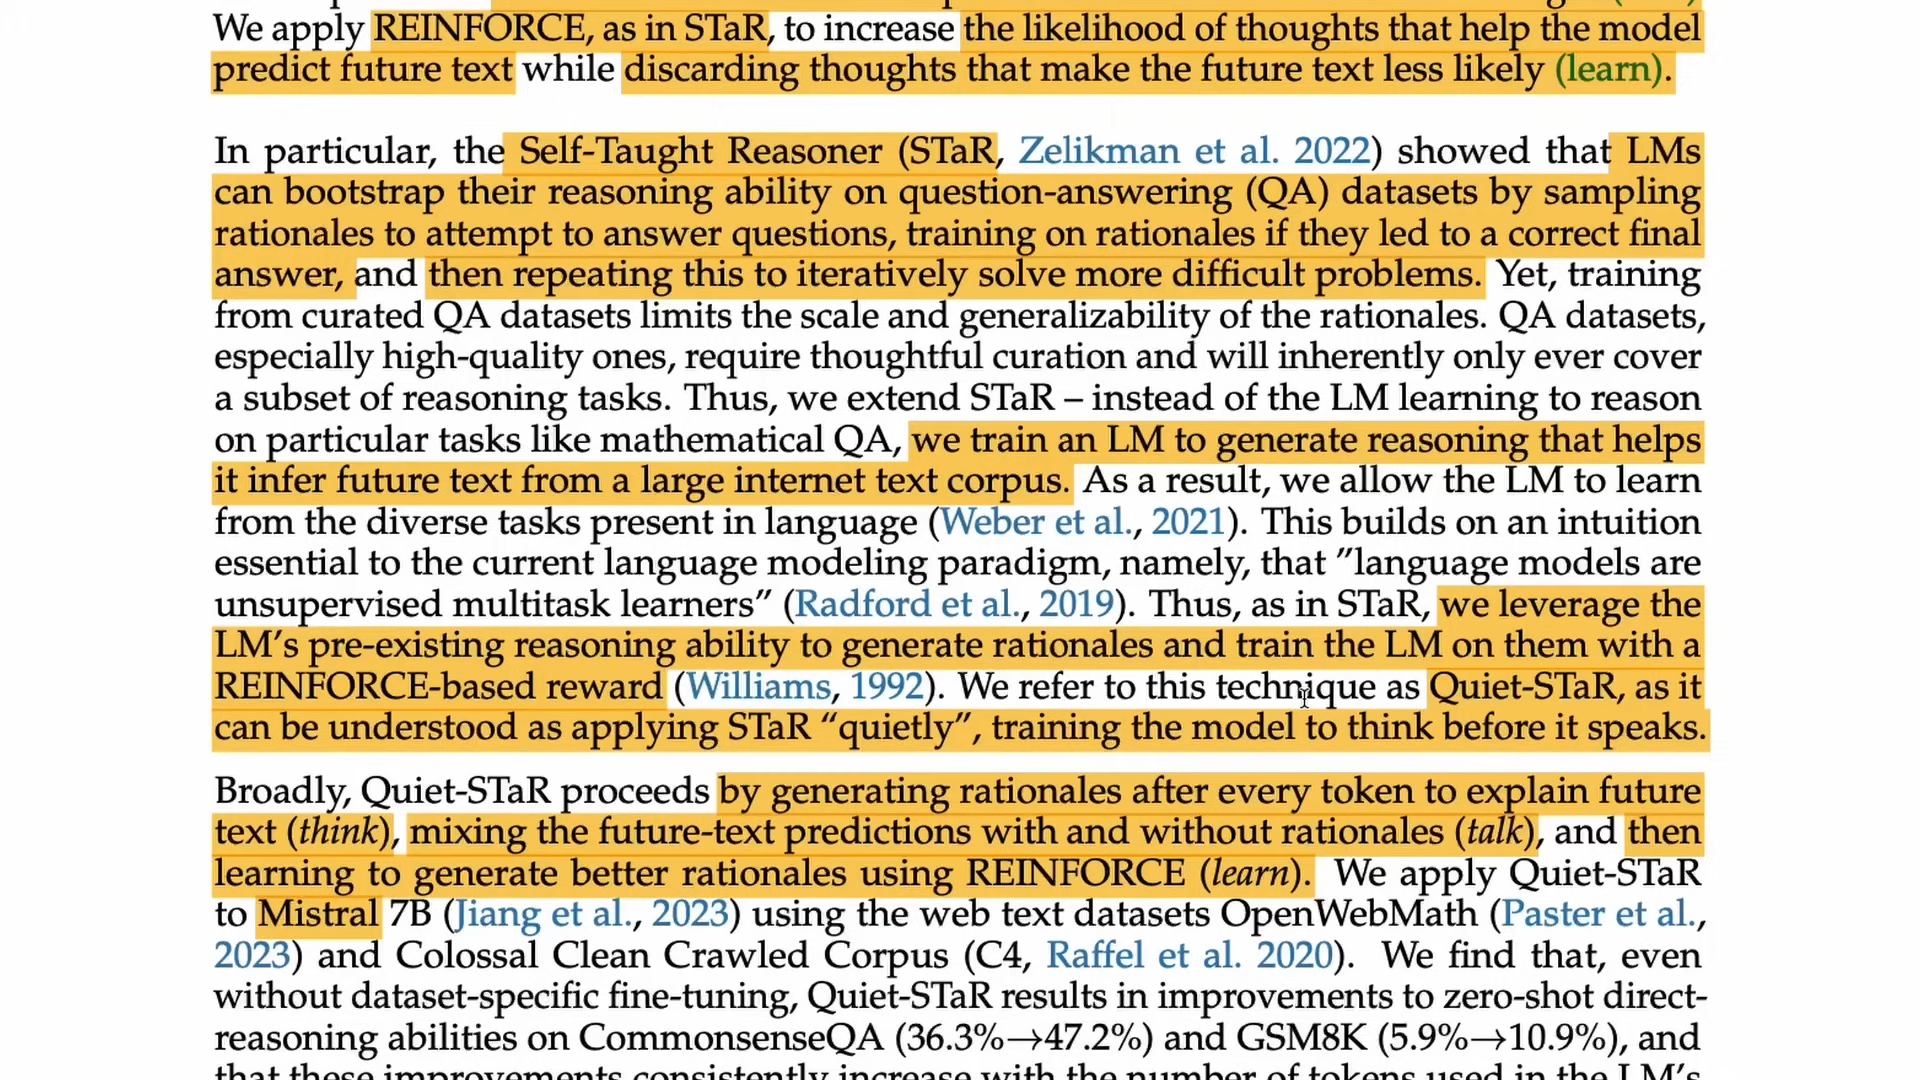 We apply REINFORCE, as in STaR, to increase the likelihood of thoughts that help the model
predict future text while discarding thoughts that make the future text less likely (learn).
In particular, the Self-Taught Reasoner (STaR, Zelikman et al. 2022) showed that LMs
can bootstrap their reasoning ability on question-answering (QA) datasets by sampling
rationales to attempt to answer questions, training on rationales if they led to a correct final
answer, and then repeating this to iteratively solve more difficult problems. Yet, training
from curated QA datasets limits the scale and generalizability of the rationales. QA datasets,
especially high-quality ones, require thoughtful curation and will inherently only ever cover
a subset of reasoning tasks. Thus, we extend STaR – instead of the LM learning to reason
on particular tasks like mathematical QA, we train an LM to generate reasoning that helps
it infer future text from a large internet text corpus. As a result, we allow the LM to learn
from the diverse tasks present in language (Weber et al., 2021). This builds on an intuition
essential to the current language modeling paradigm, namely, that ”language models are
unsupervised multitask learners” (Radford et al., 2019). Thus, as in STaR, we leverage the
LM’s pre-existing reasoning ability to generate rationales and train the LM on them with a
REINFORCE-based reward (Williams, 1992). We refer to this technique as Quiet-STaR, as it
can be understood as applying STaR “quietly”, training the model to think before it speaks.
Broadly, Quiet-STaR proceeds by generating rationales after every token to explain future
text (think), mixing the future-text predictions with and without rationales (talk), and then
learning to generate better rationales using REINFORCE (learn). We apply Quiet-STaR
to Mistral 7B (Jiang et al., 2023) using the web text datasets OpenWebMath (Paster et al.,
2023) and Colossal Clean Crawled Corpus (C4, Raffel et al. 2020). We find that, even
without dataset-specific fine-tuning, Quiet-STaR results in improvements to zero-shot direct-
reasoning abilities on CommonsenseQA (36.3%→47.2%) and GSM8K (5.9%→10.9%), and
that these improvements consistently increase with the number of tokens used in the LM’s